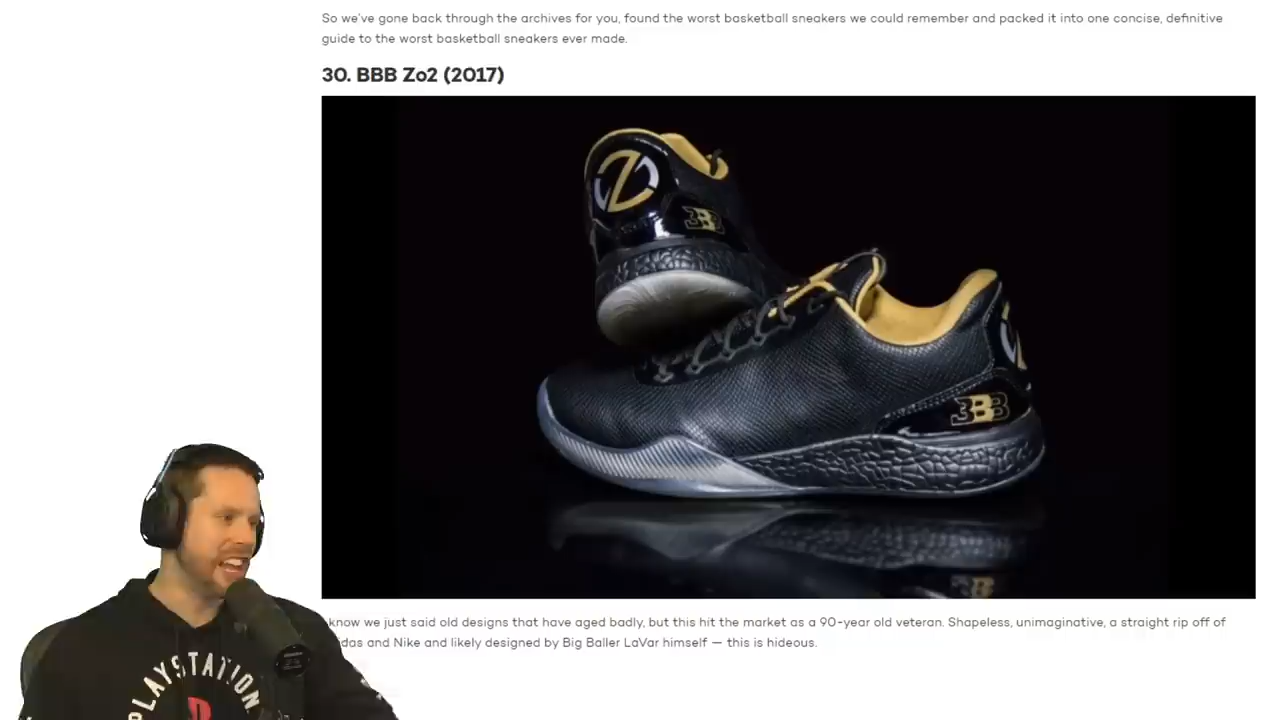 So we've gone back through the archives for you, found the worst basketball sneakers we could remember and packed it into one concise, definitive
guide to the worst basketball sneakers ever made.
30. BBB Zo2 (2017)
BBB
BBB
know we just said old designs that have aged badly, but this hit the market as a 90-year old veteran. Shapeless, unimaginative, a straight rip off of
das and Nike and likely designed by Big Baller LaVar himself — this is hideous.
PLAYSTATION